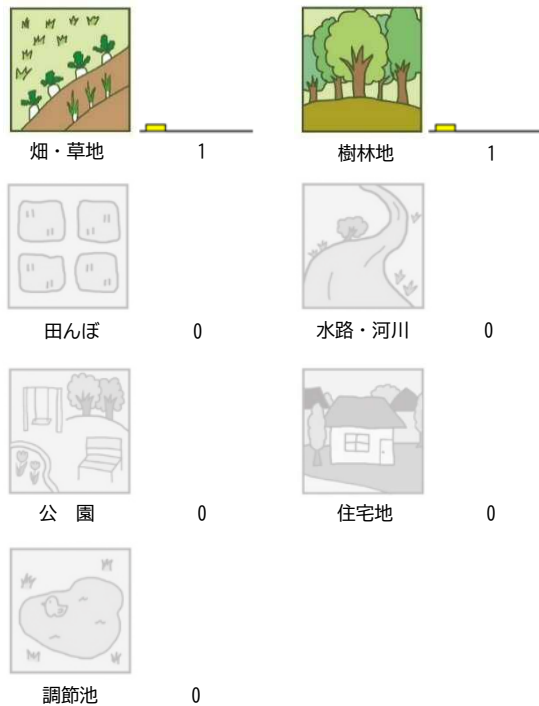 畑・草地 1
樹林地 1
田んぼ 0
水路・河川 0
公　園 0
住宅地 0
調節池 0